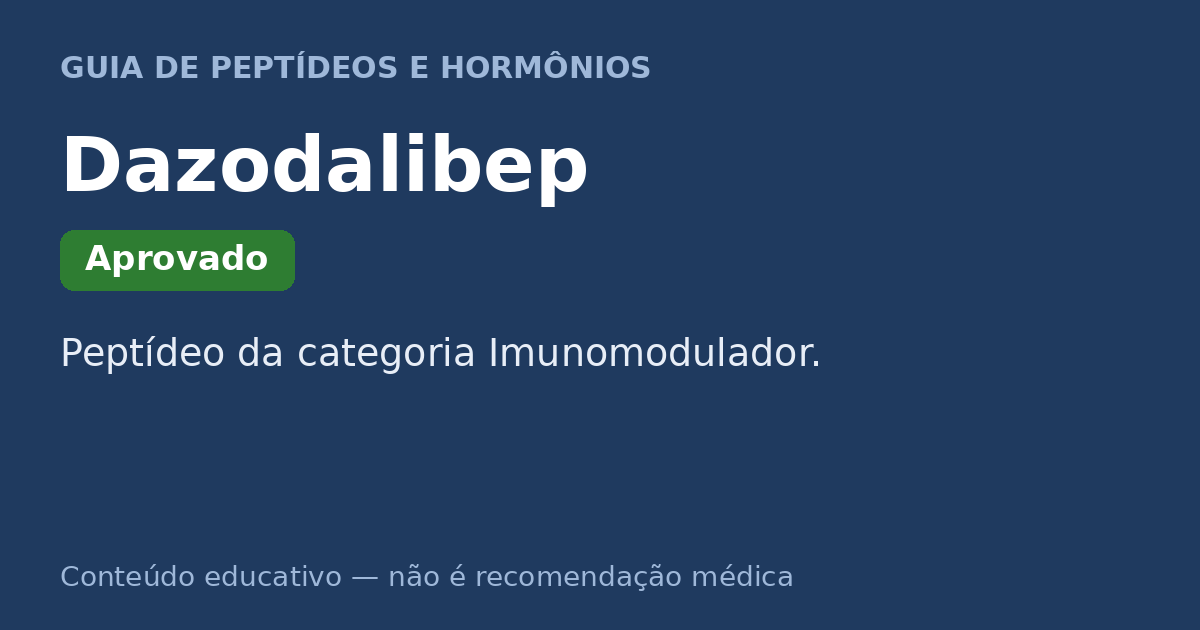 GUIA DE PEPTÍDEOS E HORMÔNIOS
Dazodalibep
Aprovado
Peptídeo da categoria Imunomodulador.
Conteúdo educativo — não é recomendação médica